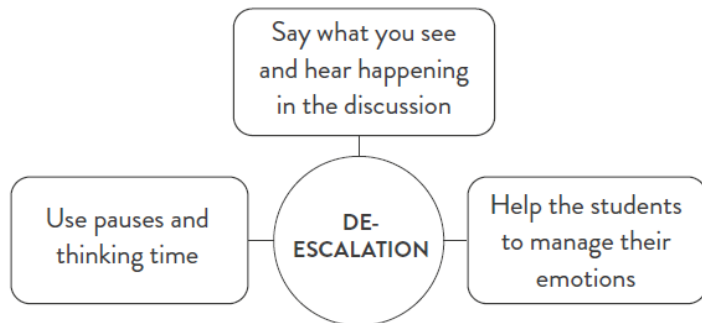 Say what you see
and hear happening
in the discussion
Use pauses and
thinking time
DE-
ESCALATION
Help the students
to manage their
emotions